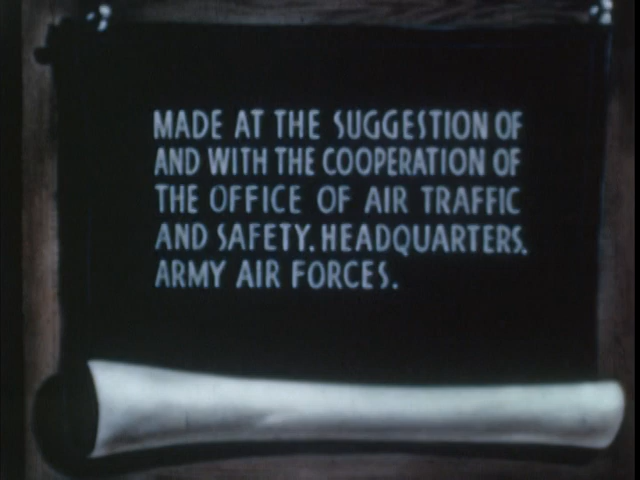 MADE AT THE SUGGESTION OF
AND WITH THE COOPERATION OF
THE OFFICE OF AIR TRAFFIC
AND SAFETY. HEADQUARTERS.
ARMY AIR FORCES.